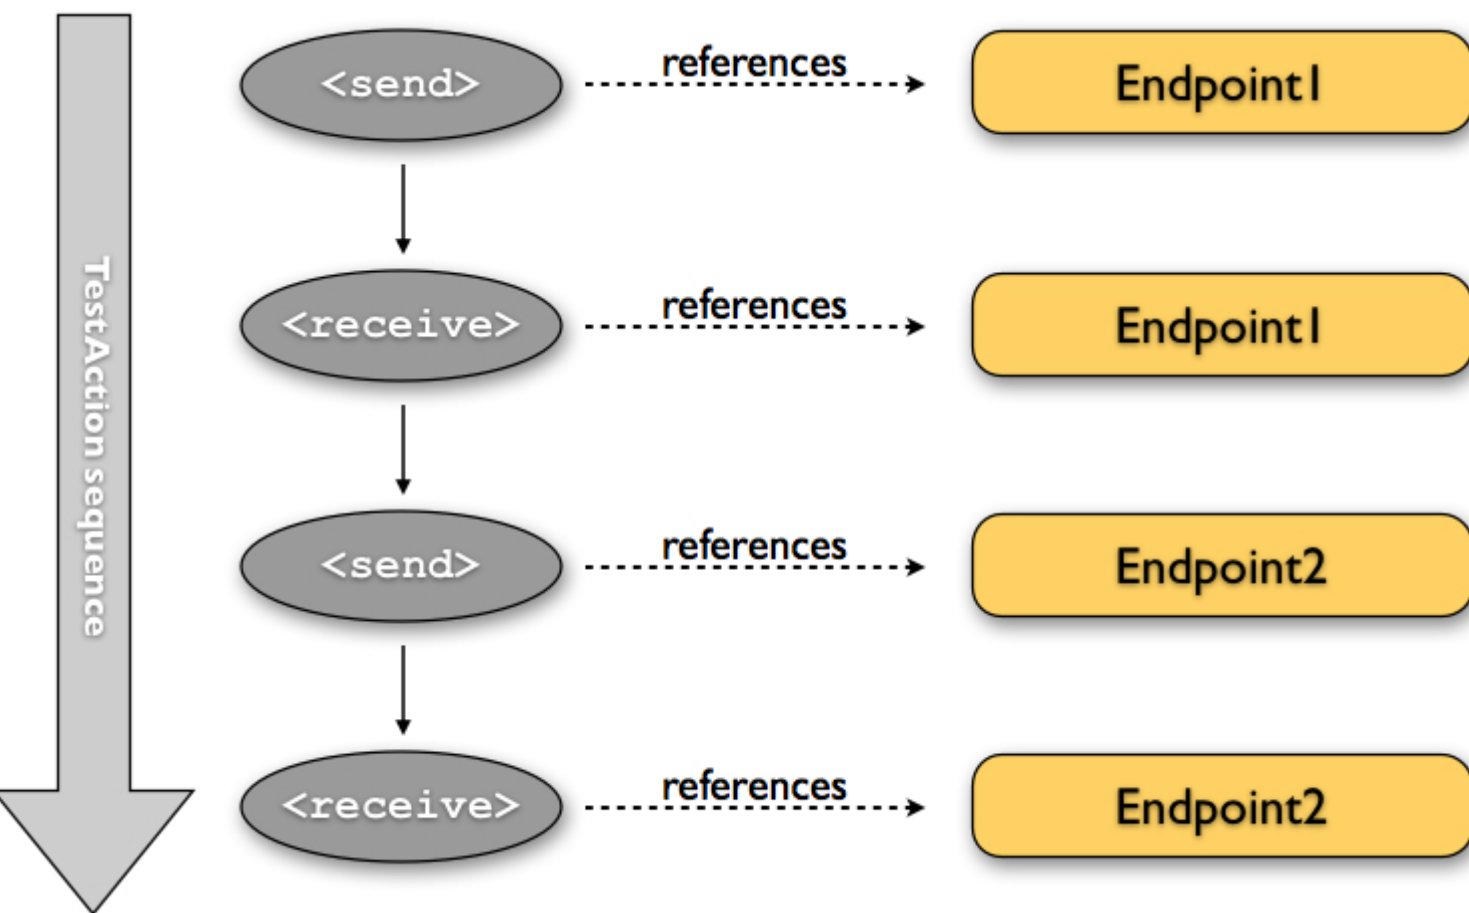 TestAction sequence
<send>
references
Endpoint1
<receive>
references
Endpoint1
<send>
references
Endpoint2
<receive>
references
Endpoint2